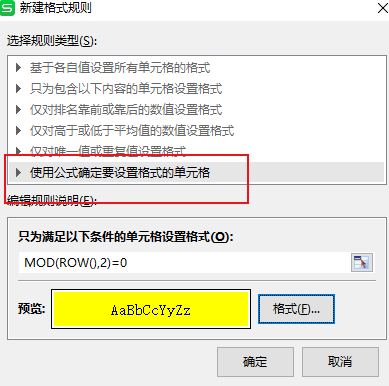 S 新建格式规则
选择规则类型(S):
基于各自值设置所有单元格的格式
只为包含以下内容的单元格设置格式
仅对排名靠前或靠后的数值设置格式
仅对高于或低于平均值的数值设置格式
仅对唯一值或重复值设置格式
使用公式确定要设置格式的单元格
编辑规则说明(E):
只为满足以下条件的单元格设置格式(O):
MOD(ROW(),2)=0
预览: AaBbCcYyZz 格式(F)...
确定 取消